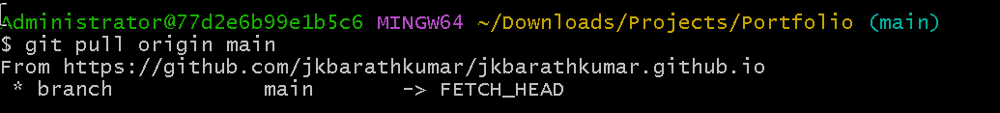 Administrator@77d2e6b99e1b5c6 MINGW64 ~/Downloads/Projects/Portfolio (main)
$ git pull origin main
From https://github.com/jkbarathkumar/jkbarathkumar.github.io
 * branch            main       -> FETCH_HEAD